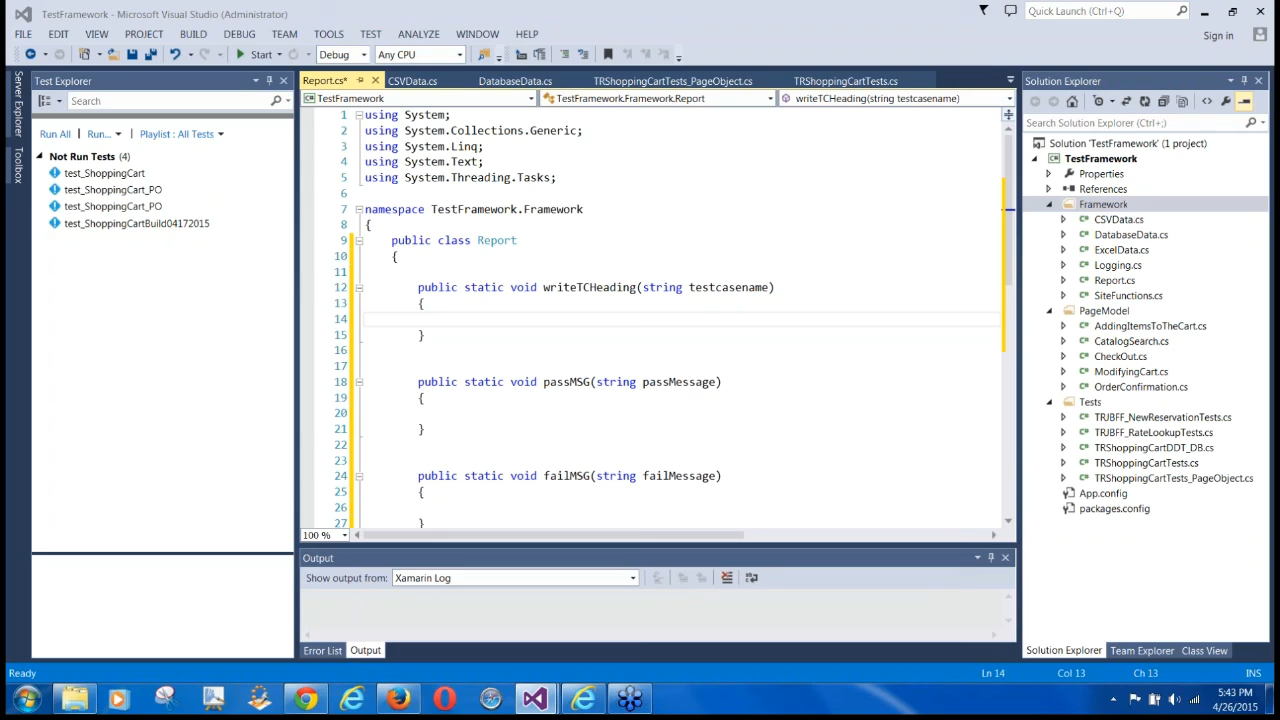 TestFramework - Microsoft Visual Studio (Administrator)
Quick Launch (Ctrl+Q)
FILE EDIT VIEW PROJECT BUILD DEBUG TEAM TOOLS TEST ANALYZE WINDOW HELP
Sign in
Start Debug Any CPU
Server Explorer
Toolbox
Test Explorer
Search
Run All Run... Playlist : All Tests
Not Run Tests (4)
test_ShoppingCart
test_ShoppingCart_PO
test_ShoppingCart_PO
test_ShoppingCartBuild04172015
Report.cs* CSVData.cs DatabaseData.cs TRShoppingCartTests_PageObject.cs TRShoppingCartTests.cs
TestFramework TestFramework.Framework.Report writeTCHeading(string testcasename)
1 using System;
2 using System.Collections.Generic;
3 using System.Linq;
4 using System.Text;
5 using System.Threading.Tasks;
6
7 namespace TestFramework.Framework
8 {
9 public class Report
10 {
11
12 public static void writeTCHeading(string testcasename)
13 {
14
15 }
16
17
18 public static void passMSG(string passMessage)
19 {
20
21 }
22
23
24 public static void failMSG(string failMessage)
25 {
26
27 }
100 %
Output
Show output from: Xamarin Log
Error List Output
Solution Explorer
Search Solution Explorer (Ctrl+;)
Solution 'TestFramework' (1 project)
TestFramework
Properties
References
Framework
CSVData.cs
DatabaseData.cs
ExcelData.cs
Logging.cs
Report.cs
SiteFunctions.cs
PageModel
AddingItemsToTheCart.cs
CatalogSearch.cs
CheckOut.cs
ModifyingCart.cs
OrderConfirmation.cs
Tests
TRJBFF_NewReservationTests.cs
TRJBFF_RateLookupTests.cs
TRShoppingCartDDT_DB.cs
TRShoppingCartTests.cs
TRShoppingCartTests_PageObject.cs
App.config
packages.config
Solution Explorer Team Explorer Class View
Ready Ln 14 Col 13 Ch 13 INS
5:43 PM
4/26/2015